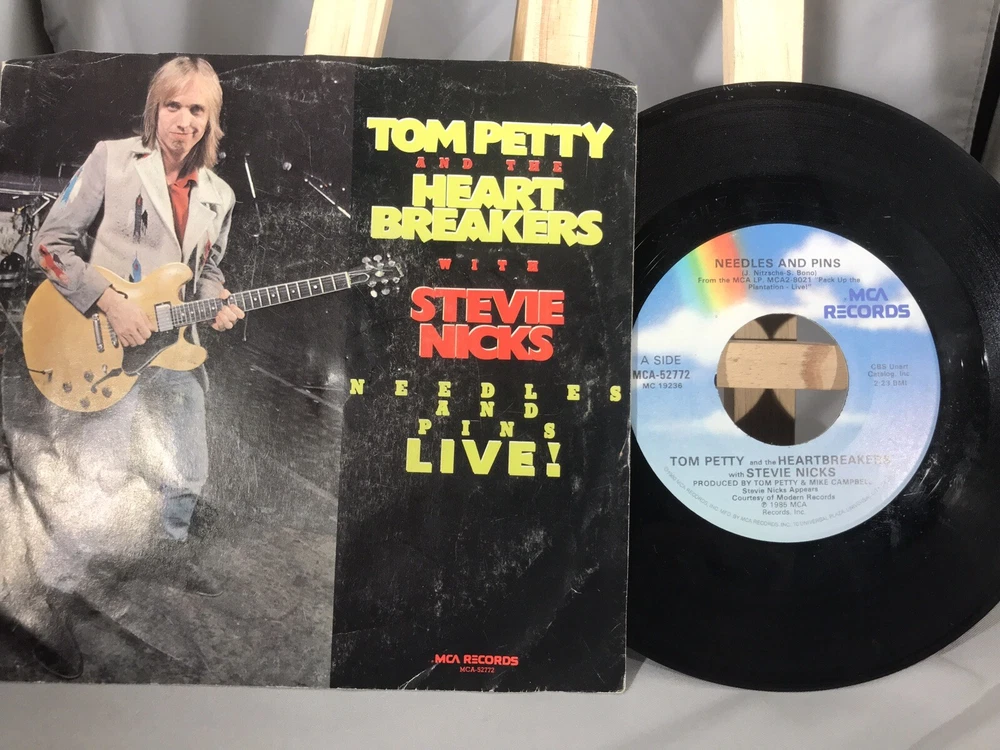 TOM PETTY
AND THE
HEART
BREAKERS
WITH
STEVIE
NICKS
NEEDLES
AND
PINS
LIVE!
MCA RECORDS
MCA-52772
NEEDLES AND PINS
(J. Nitzsche-S. Bono)
From the MCA LP, MCA2-8021 "Pack Up the
Plantation - Live!"
MCA
RECORDS
A SIDE
MCA-52772
MC 19236
Catalog, Inc
2:23 BMI
TOM PETTY and the HEARTBREAKERS
with STEVIE NICKS
PRODUCED BY TOM PETTY & MIKE CAMPBELL
Stevie Nicks Appears
Courtesy of Modern Records
℗ 1985 MCA
Records, Inc.